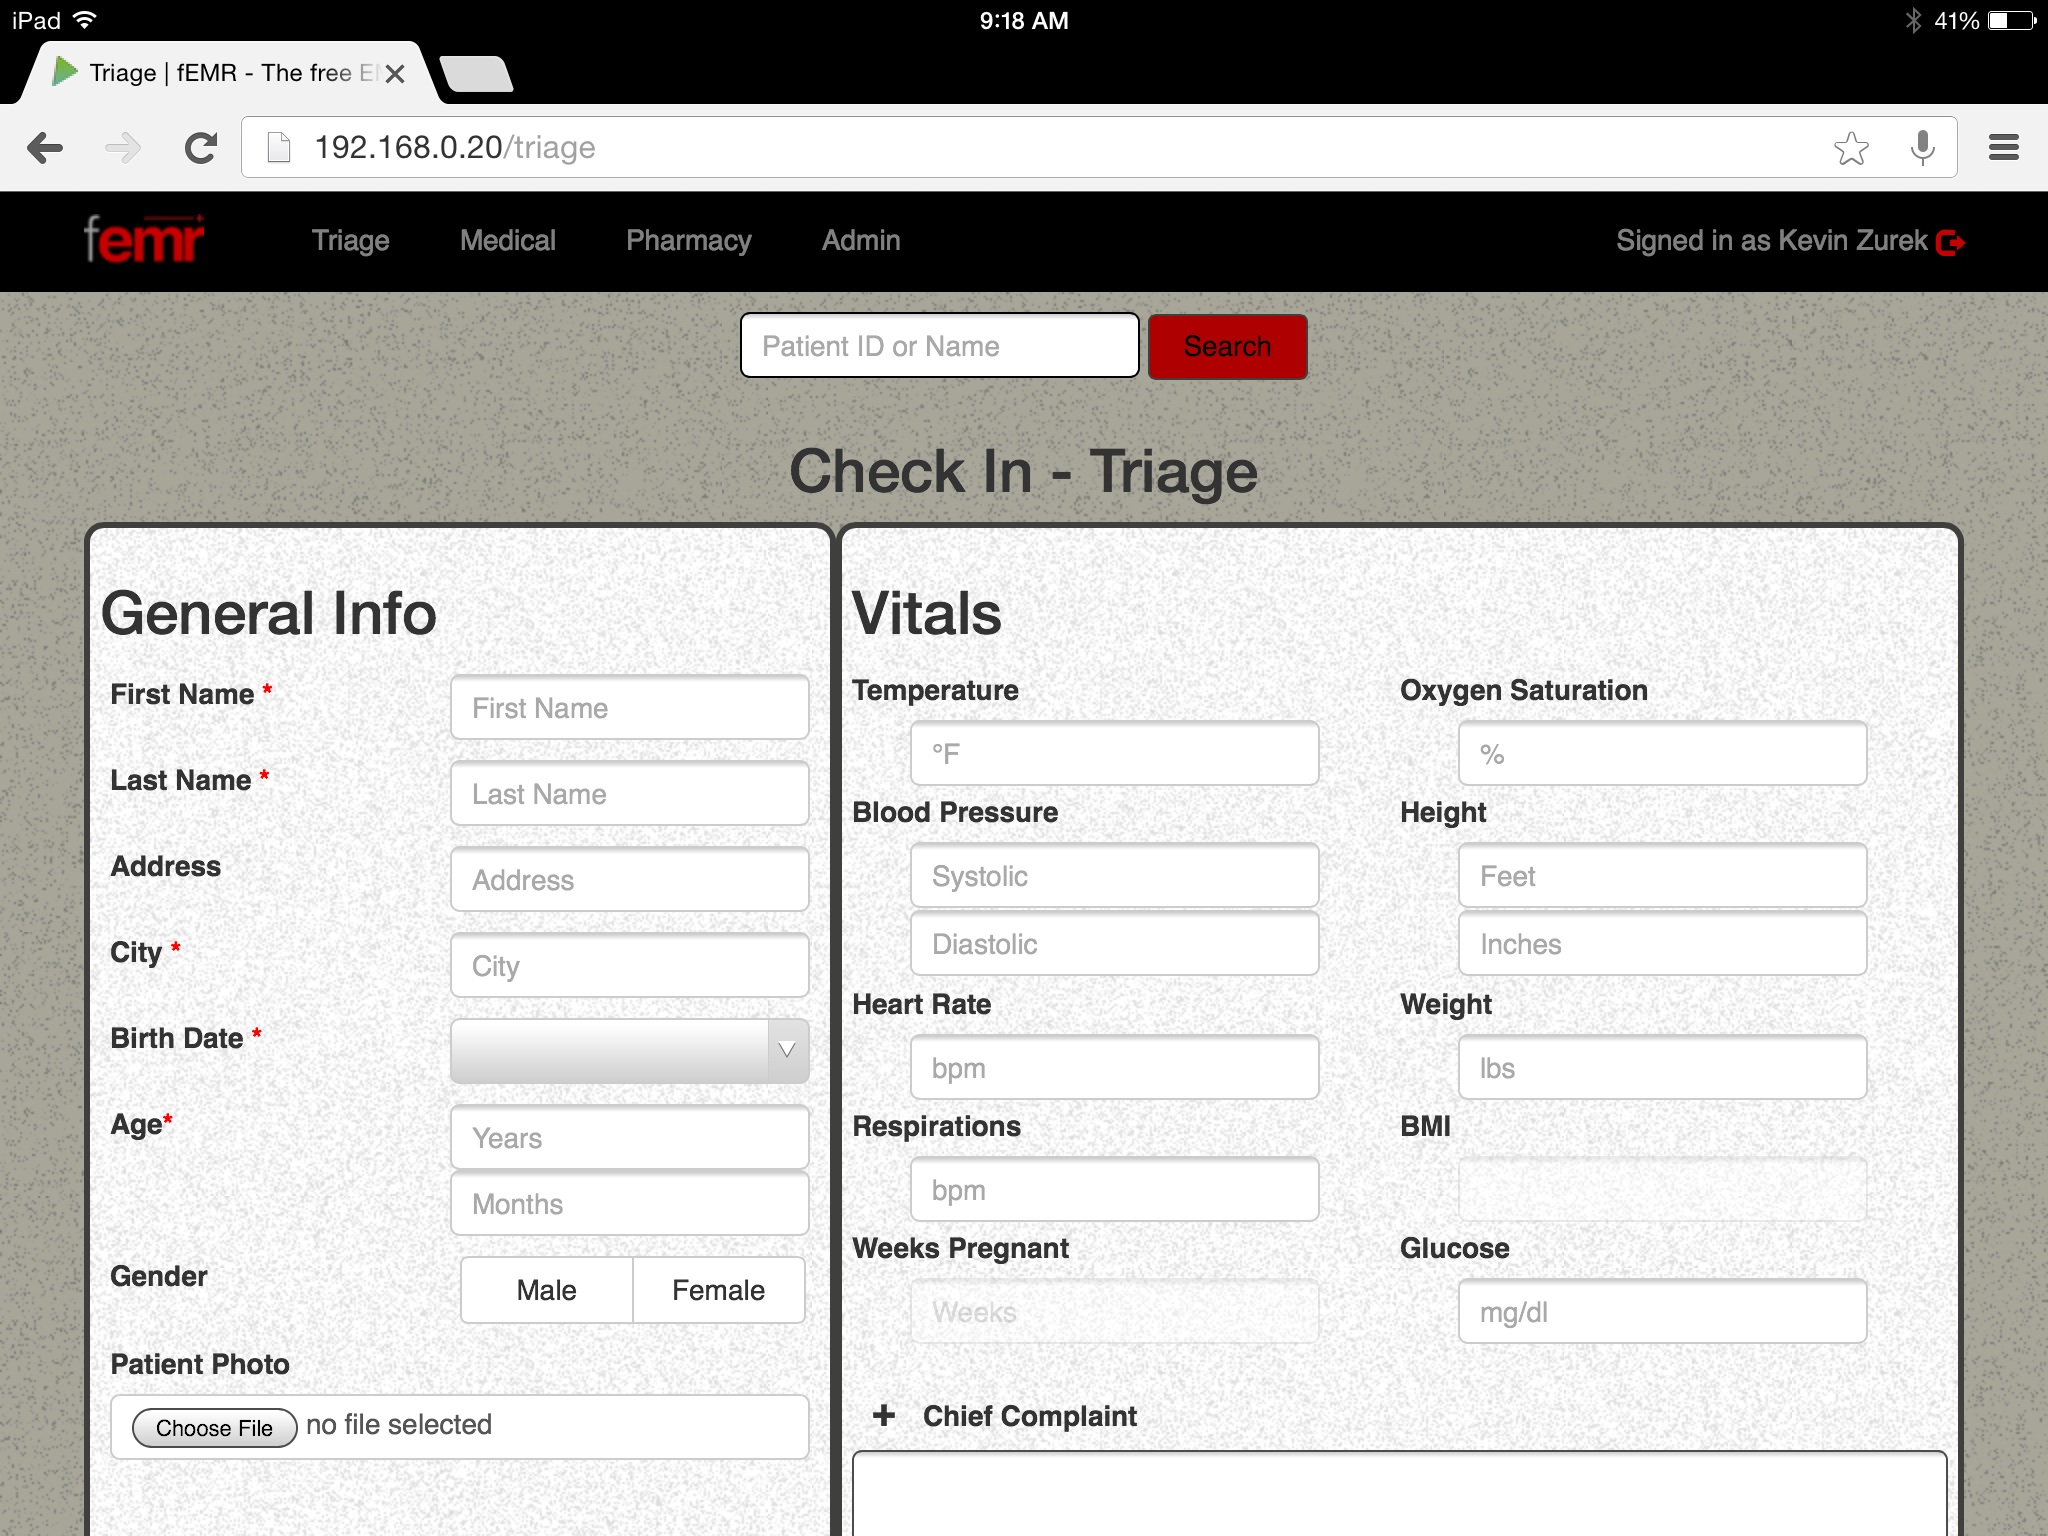 iPad
9:18 AM
41%
Triage | fEMR - The free
192.168.0.20/triage
femr
Triage
Medical
Pharmacy
Admin
Signed in as Kevin Zurek
Patient ID or Name
Search
Check In - Triage
General Info
First Name *
First Name
Last Name *
Last Name
Address
Address
City *
City
Birth Date *
Age*
Years
Months
Gender
Male
Female
Patient Photo
Choose File no file selected
Vitals
Temperature
°F
Oxygen Saturation
%
Blood Pressure
Systolic
Diastolic
Height
Feet
Inches
Heart Rate
bpm
Weight
lbs
Respirations
bpm
BMI
Weeks Pregnant
Weeks
Glucose
mg/dl
+ Chief Complaint